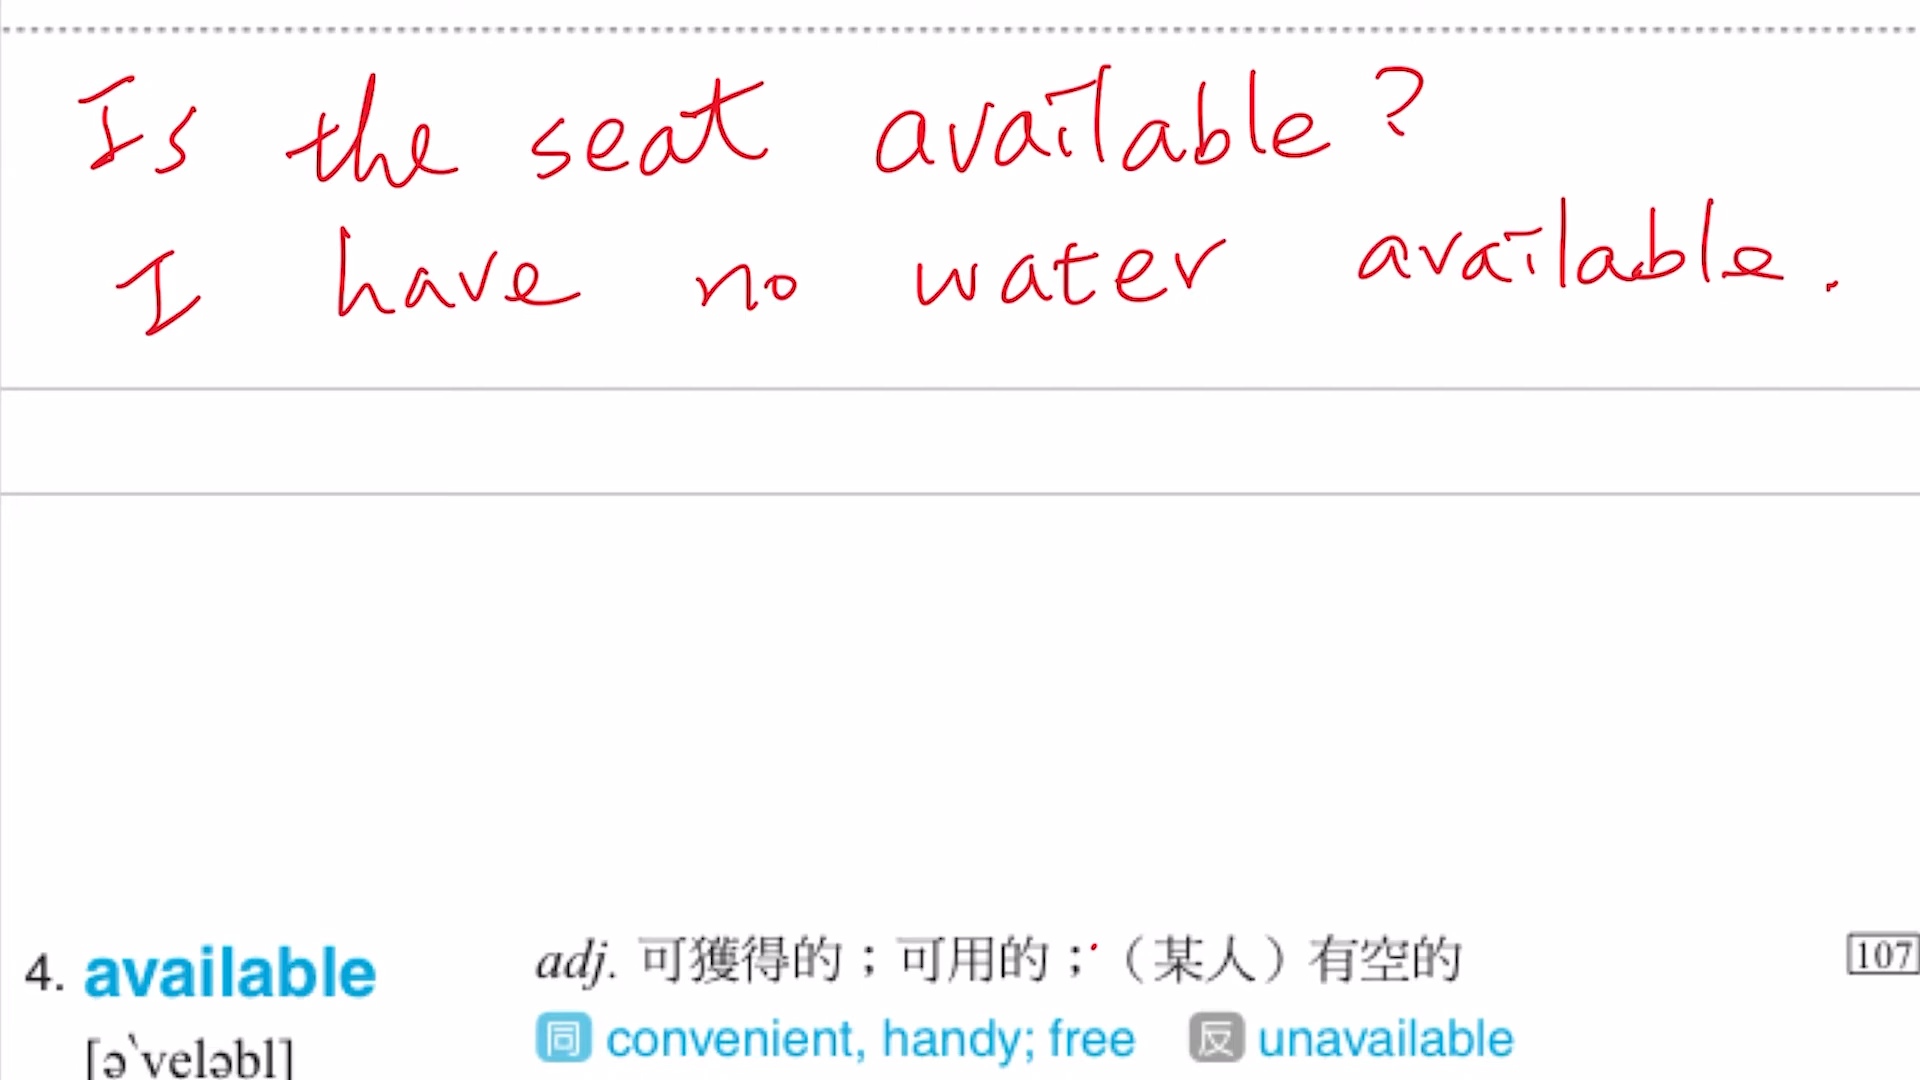 Is the seat available?
I have no water available.
4. available adj. 可獲得的；可用的；（某人）有空的 107
[ə`veləbl] 同 convenient, handy; free 反 unavailable